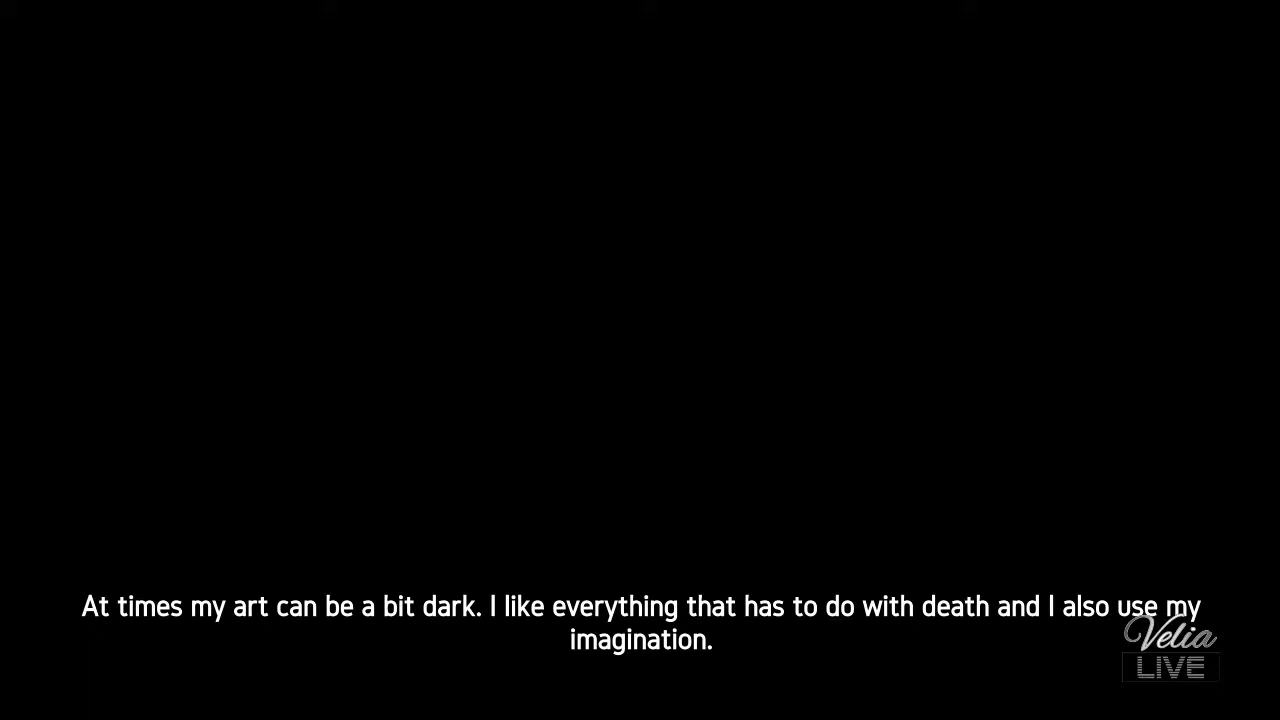 At times my art can be a bit dark. I like everything that has to do with death and I also use my
imagination.
Velia
LIVE